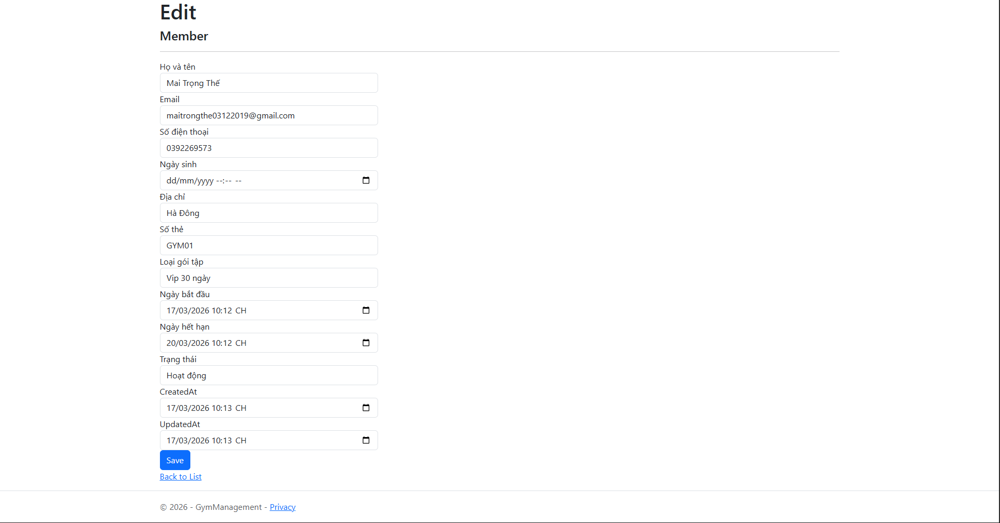 Edit
Member
Họ và tên
Mai Trọng Thế
Email
maitrongthe03122019@gmail.com
Số điện thoại
0392269573
Ngày sinh
dd/mm/yyyy --:-- --
Địa chỉ
Hà Đông
Số thẻ
GYM01
Loại gói tập
Vip 30 ngày
Ngày bắt đầu
17/03/2026 10:12 CH
Ngày hết hạn
20/03/2026 10:12 CH
Trạng thái
Hoạt động
CreatedAt
17/03/2026 10:13 CH
UpdatedAt
17/03/2026 10:13 CH
Save
Back to List
© 2026 - GymManagement - Privacy